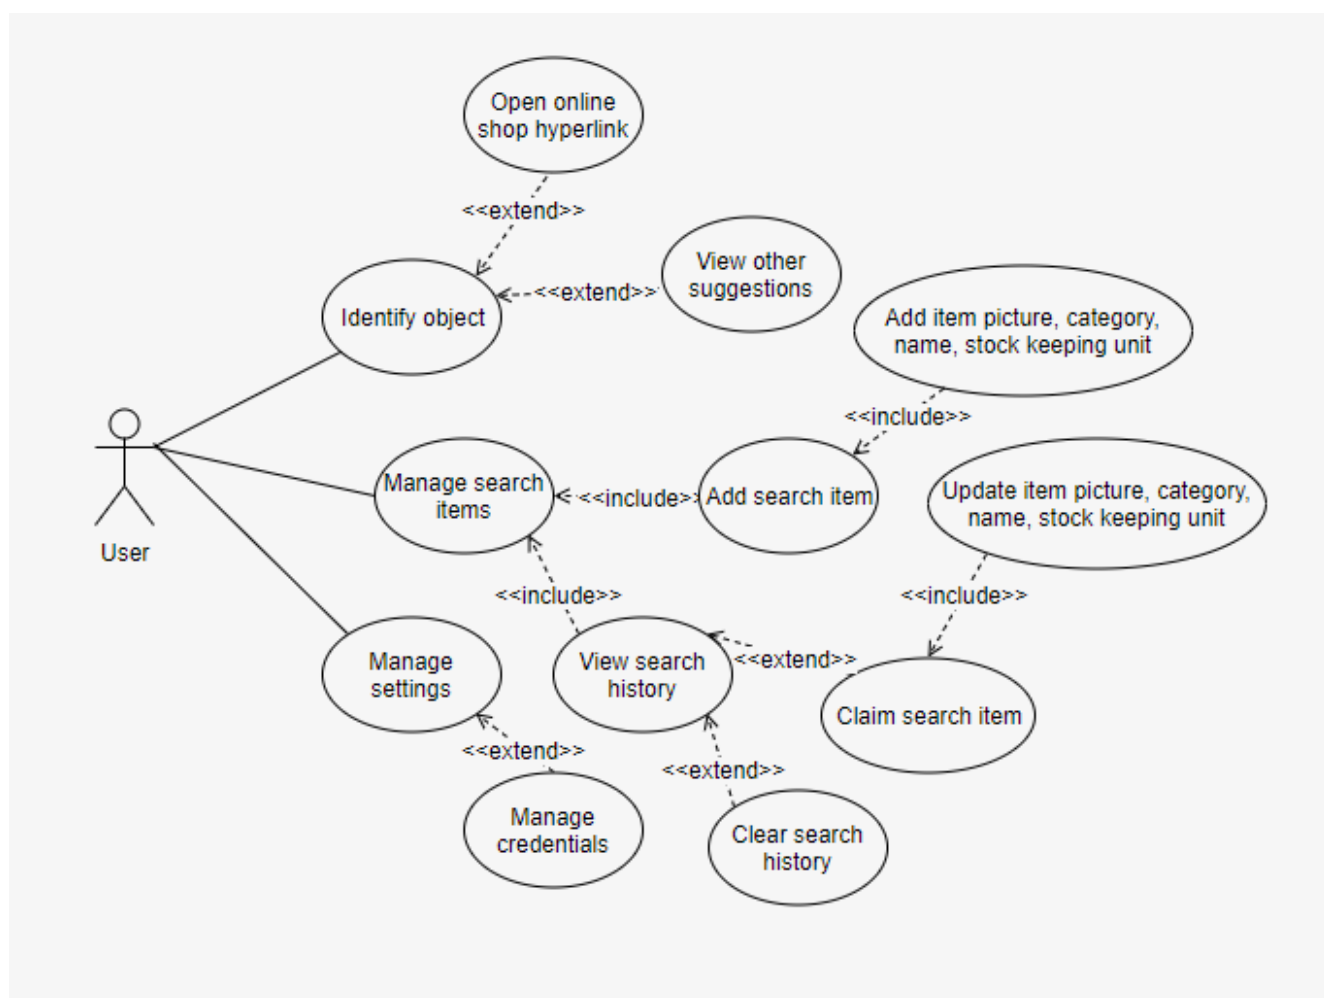 Open online
shop hyperlink
<<extend>>
View other
suggestions
<<extend>>
Identify object
Add item picture, category,
name, stock keeping unit
<<include>>
Manage search
items
<<include>>
Add search item
Update item picture, category,
name, stock keeping unit
User
<<include>>
<<include>>
Manage
settings
View search
history
<<extend>>
Claim search item
<<extend>>
<<extend>>
Manage
credentials
Clear search
history